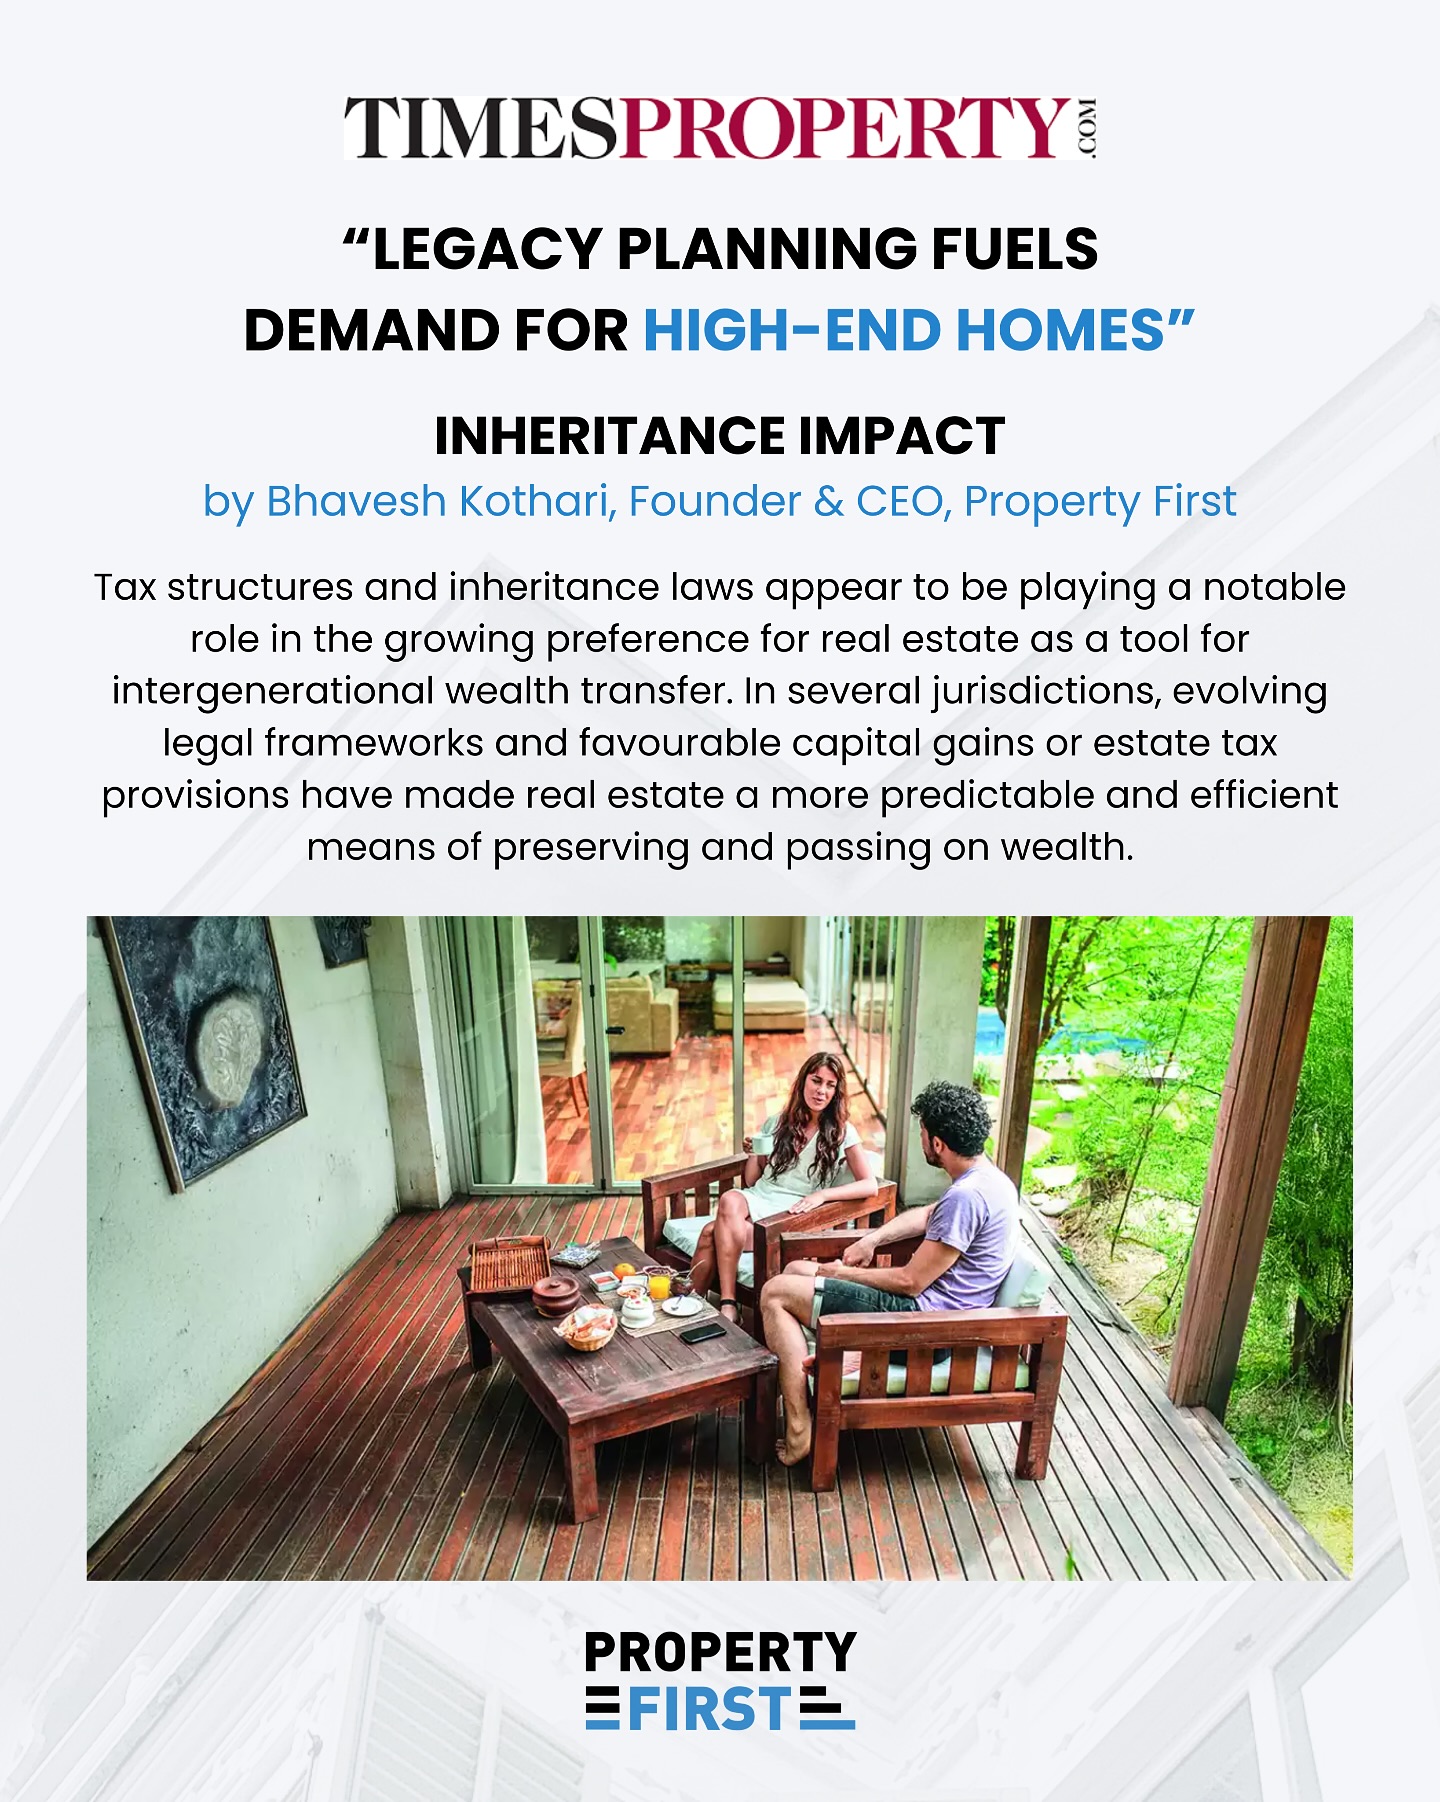 TIMESPROPERTY.COM
“LEGACY PLANNING FUELS
DEMAND FOR HIGH-END HOMES”
INHERITANCE IMPACT
by Bhavesh Kothari, Founder & CEO, Property First
Tax structures and inheritance laws appear to be playing a notable
role in the growing preference for real estate as a tool for
intergenerational wealth transfer. In several jurisdictions, evolving
legal frameworks and favourable capital gains or estate tax
provisions have made real estate a more predictable and efficient
means of preserving and passing on wealth.
PROPERTY
FIRST